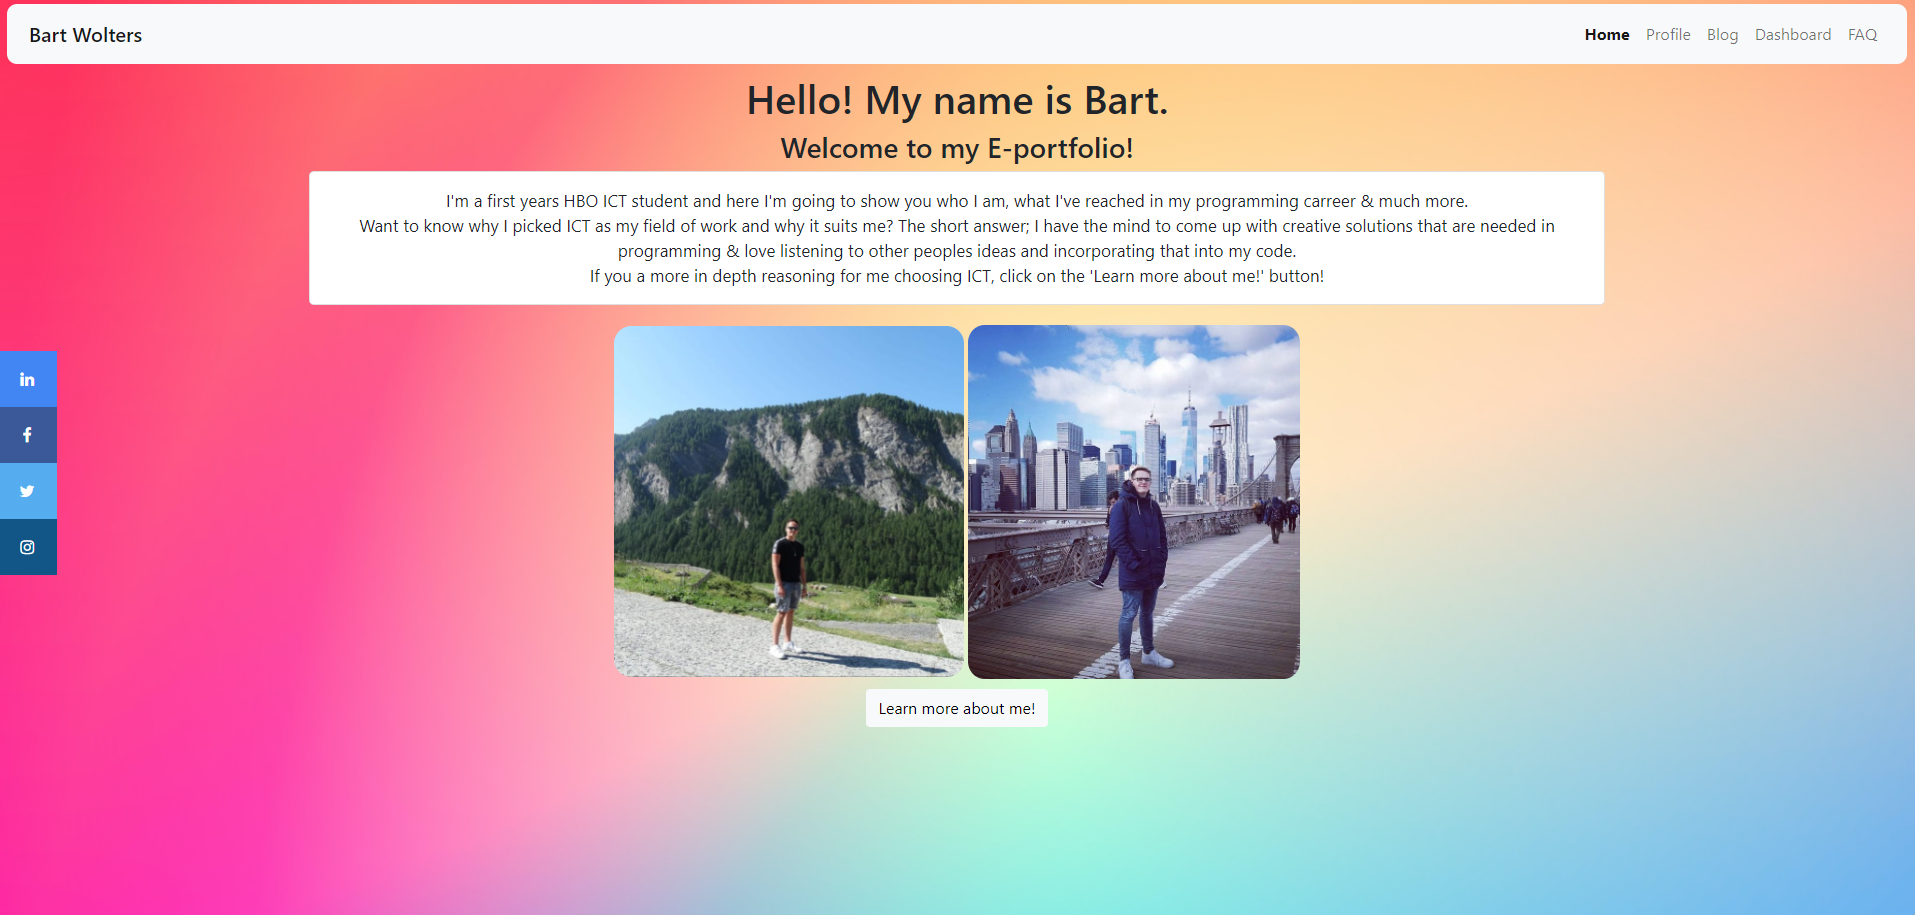 Bart Wolters
Home Profile Blog Dashboard FAQ
Hello! My name is Bart.
Welcome to my E-portfolio!
I'm a first years HBO ICT student and here I'm going to show you who I am, what I've reached in my programming carreer & much more.
Want to know why I picked ICT as my field of work and why it suits me? The short answer; I have the mind to come up with creative solutions that are needed in
programming & love listening to other peoples ideas and incorporating that into my code.
If you a more in depth reasoning for me choosing ICT, click on the 'Learn more about me!' button!
Learn more about me!